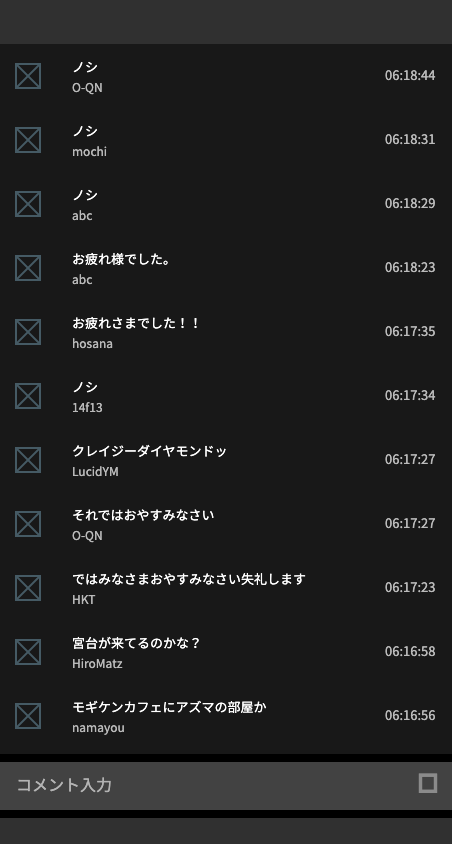 ノシ
O-QN
06:18:44
ノシ
mochi
06:18:31
ノシ
abc
06:18:29
お疲れ様でした。
abc
06:18:23
お疲れさまでした！！
hosana
06:17:35
ノシ
14f13
06:17:34
クレイジーダイヤモンドッ
LucidYM
06:17:27
それではおやすみなさい
O-QN
06:17:27
ではみなさまおやすみなさい失礼します
HKT
06:17:23
宮台が来てるのかな？
HiroMatz
06:16:58
モギケンカフェにアズマの部屋か
namayou
06:16:56
コメント入力